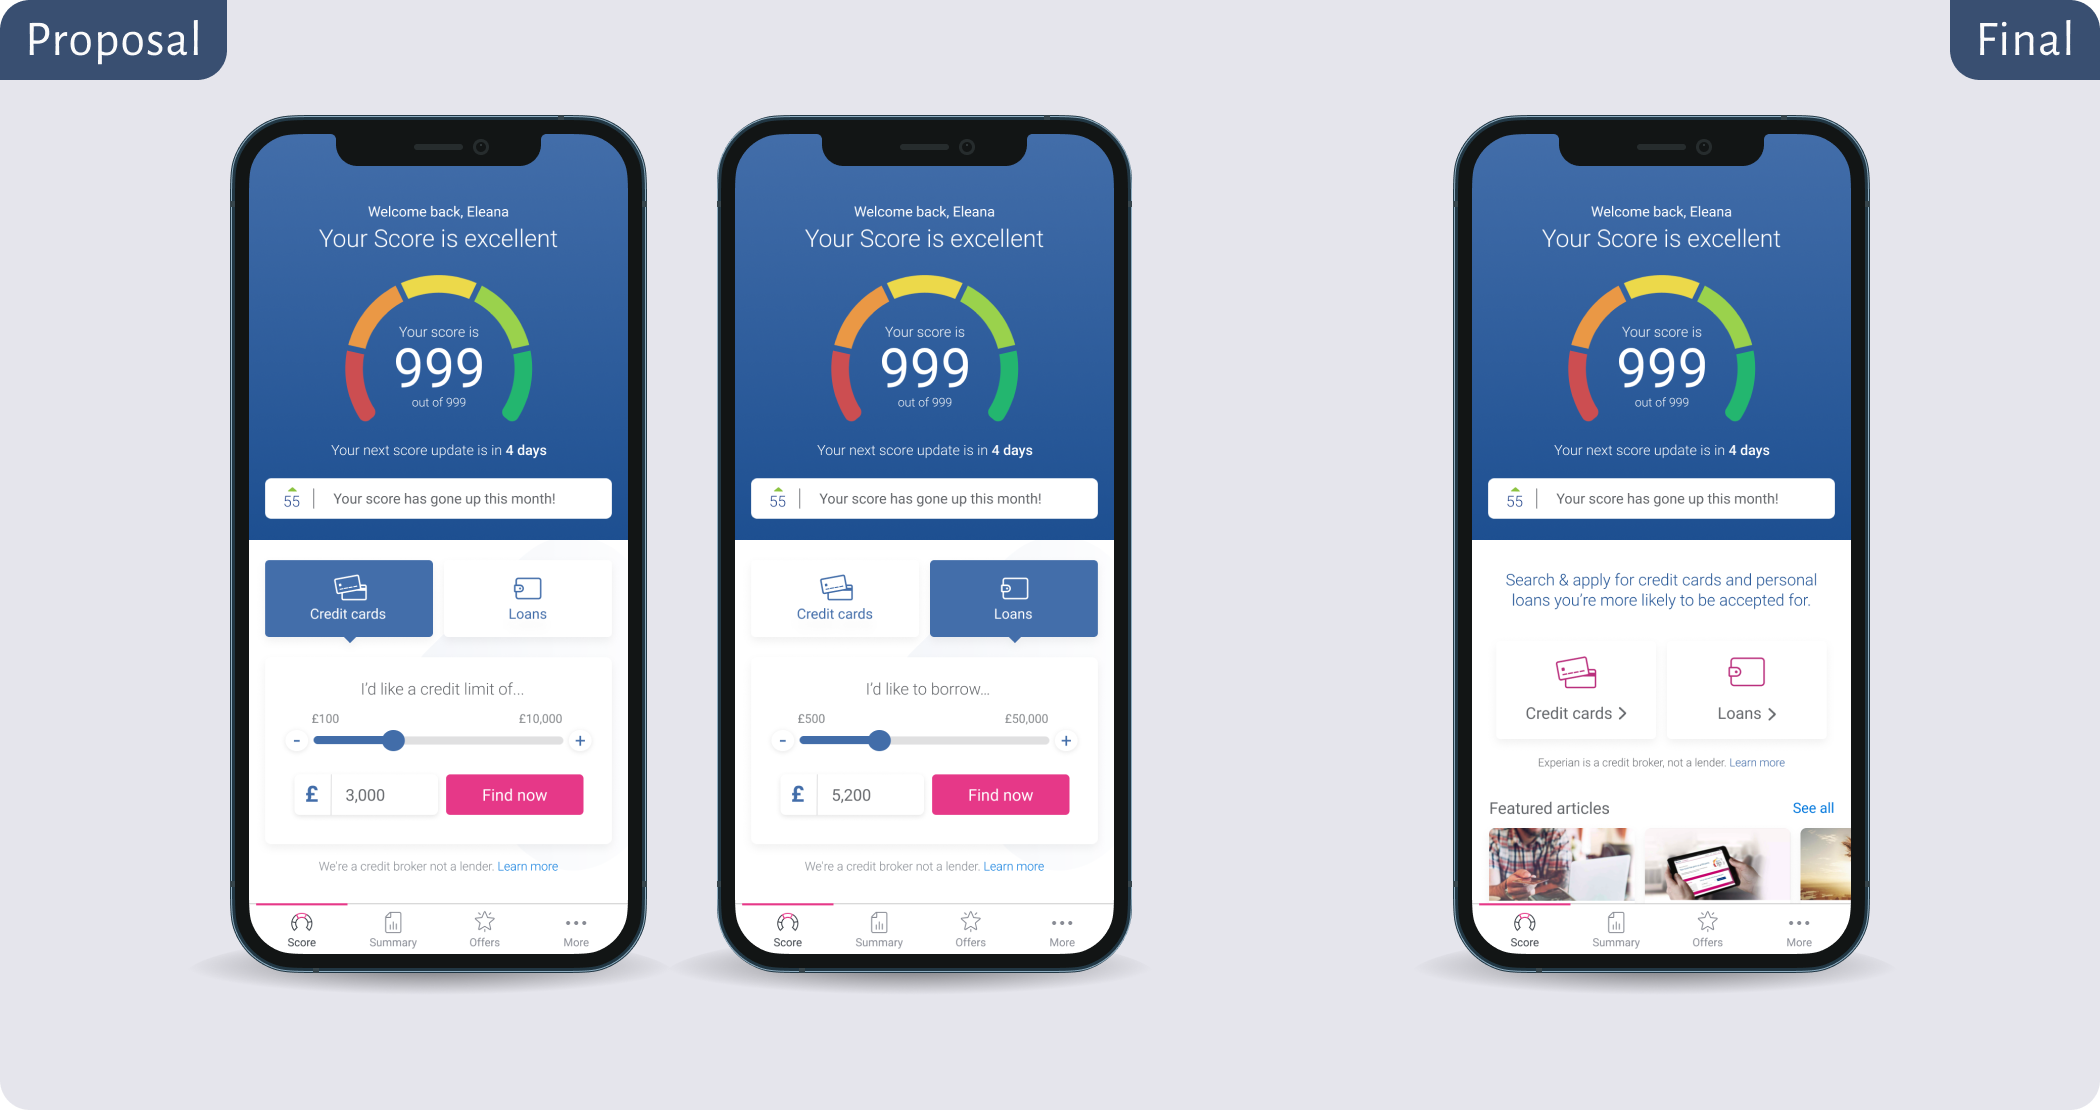 Proposal
Final
Welcome back, Eleana
Your Score is excellent
Your score is
999
out of 999
Your next score update is in 4 days
55 Your score has gone up this month!
Credit cards
Loans
I'd like a credit limit of...
£100 £10,000
- +
£ 3,000 Find now
We're a credit broker not a lender. Learn more
Score Summary Offers More
Welcome back, Eleana
Your Score is excellent
Your score is
999
out of 999
Your next score update is in 4 days
55 Your score has gone up this month!
Credit cards
Loans
I'd like to borrow...
£500 £50,000
- +
£ 5,200 Find now
We're a credit broker not a lender. Learn more
Score Summary Offers More
Welcome back, Eleana
Your Score is excellent
Your score is
999
out of 999
Your next score update is in 4 days
55 Your score has gone up this month!
Search & apply for credit cards and personal
loans you're more likely to be accepted for.
Credit cards
Loans
Experian is a credit broker, not a lender. Learn more
Featured articles See all
Score Summary Offers More